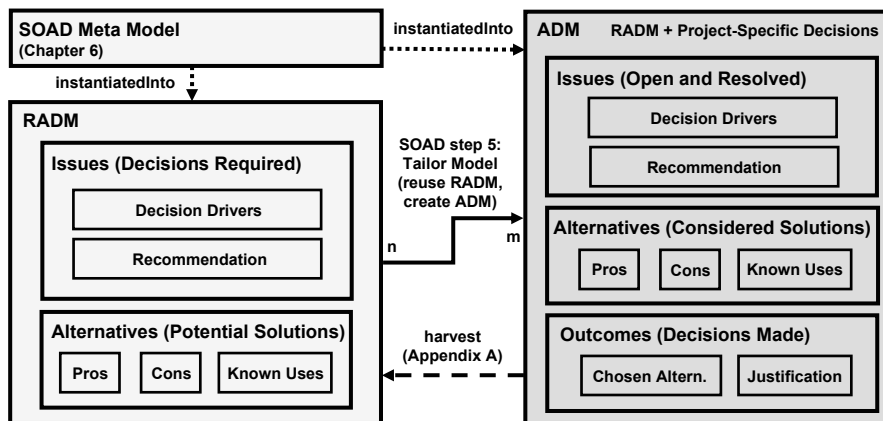 SOAD Meta Model
(Chapter 6)
instantiatedInto
instantiatedInto
RADM
Issues (Decisions Required)
Decision Drivers
Recommendation
Alternatives (Potential Solutions)
Pros
Cons
Known Uses
SOAD step 5:
Tailor Model
(reuse RADM,
create ADM)
n
m
harvest
(Appendix A)
ADM
RADM + Project-Specific Decisions
Issues (Open and Resolved)
Decision Drivers
Recommendation
Alternatives (Considered Solutions)
Pros
Cons
Known Uses
Outcomes (Decisions Made)
Chosen Altern.
Justification